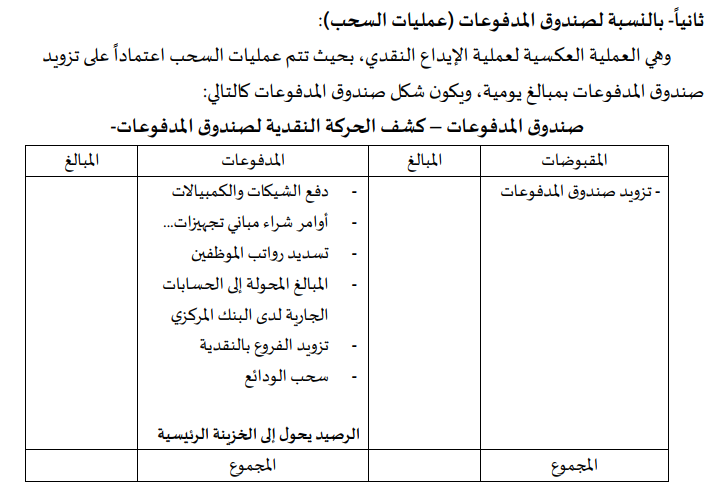 ثانياً- بالنسبة لصندوق المدفوعات (عمليات السحب):
وهي العملية العكسية لعملية الإيداع النقدي، بحيث تتم عمليات السحب اعتماداً على تزويد
صندوق المدفوعات بمبالغ يومية، ويكون شكل صندوق المدفوعات كالتالي:
صندوق المدفوعات – كشف الحركة النقدية لصندوق المدفوعات-
المقبوضات المبالغ المدفوعات المبالغ
- تزويد صندوق المدفوعات
- دفع الشيكات والكمبيالات
- أوامر شراء مباني تجهيزات...
- تسديد رواتب الموظفين
- المبالغ المحولة إلى الحسابات
الجارية لدى البنك المركزي
- تزويد الفروع بالنقدية
- سحب الودائع
الرصيد يحول إلى الخزينة الرئيسية
المجموع المجموع